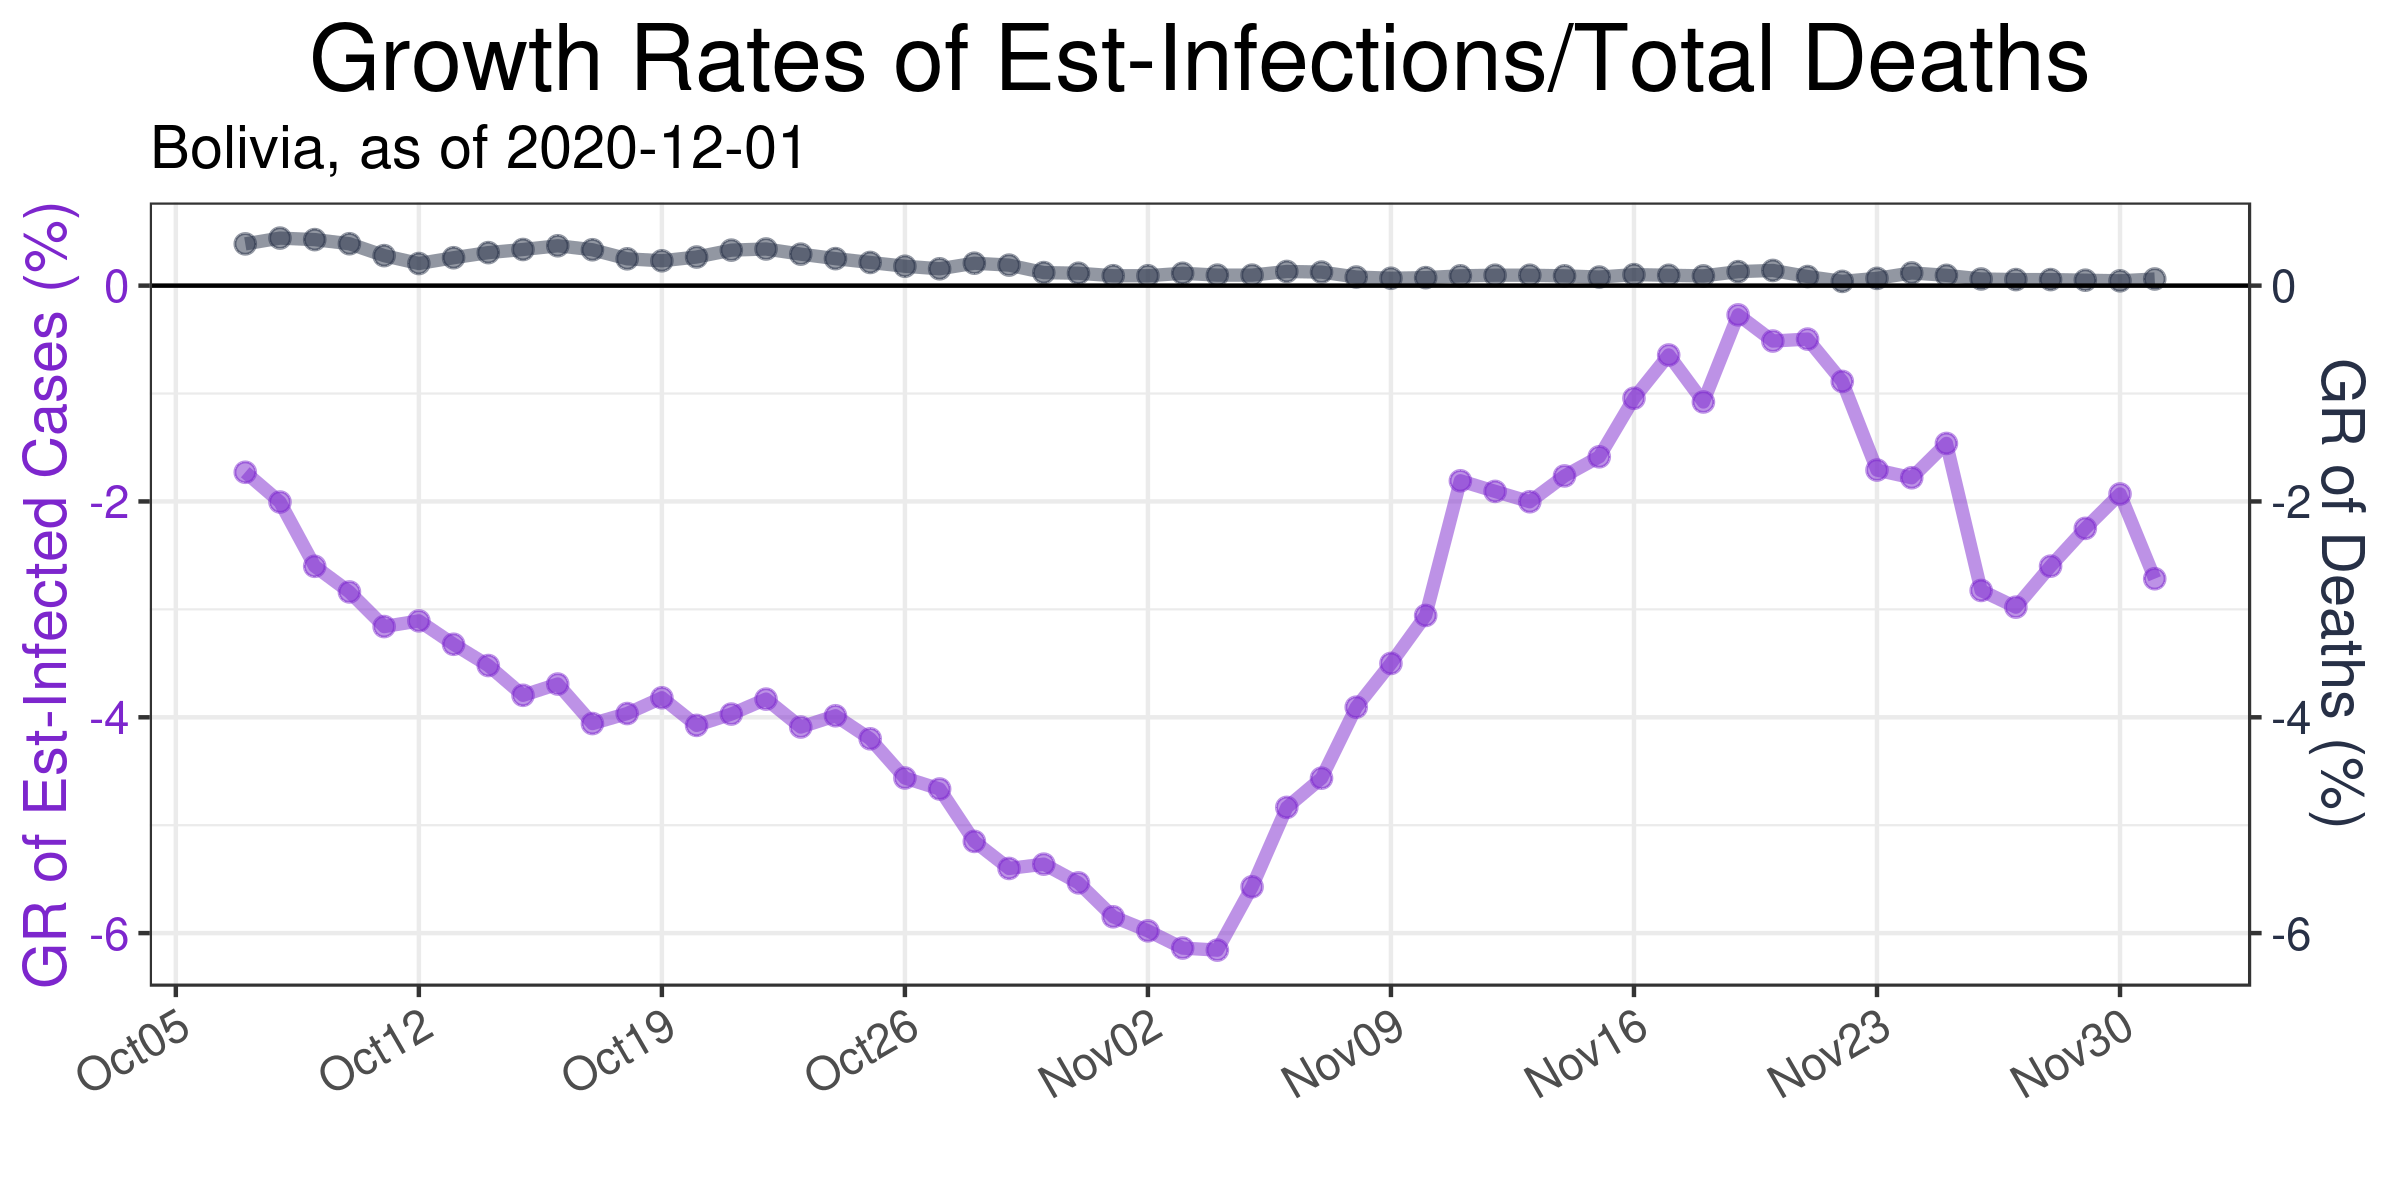 Growth Rates of Est-Infections/Total Deaths
Bolivia, as of 2020-12-01
GR of Est-Infected Cases (%)
0
-2
-4
-6
0
-2
-4
-6
GR of Deaths (%)
Oct05
Oct12
Oct19
Oct26
Nov02
Nov09
Nov16
Nov23
Nov30